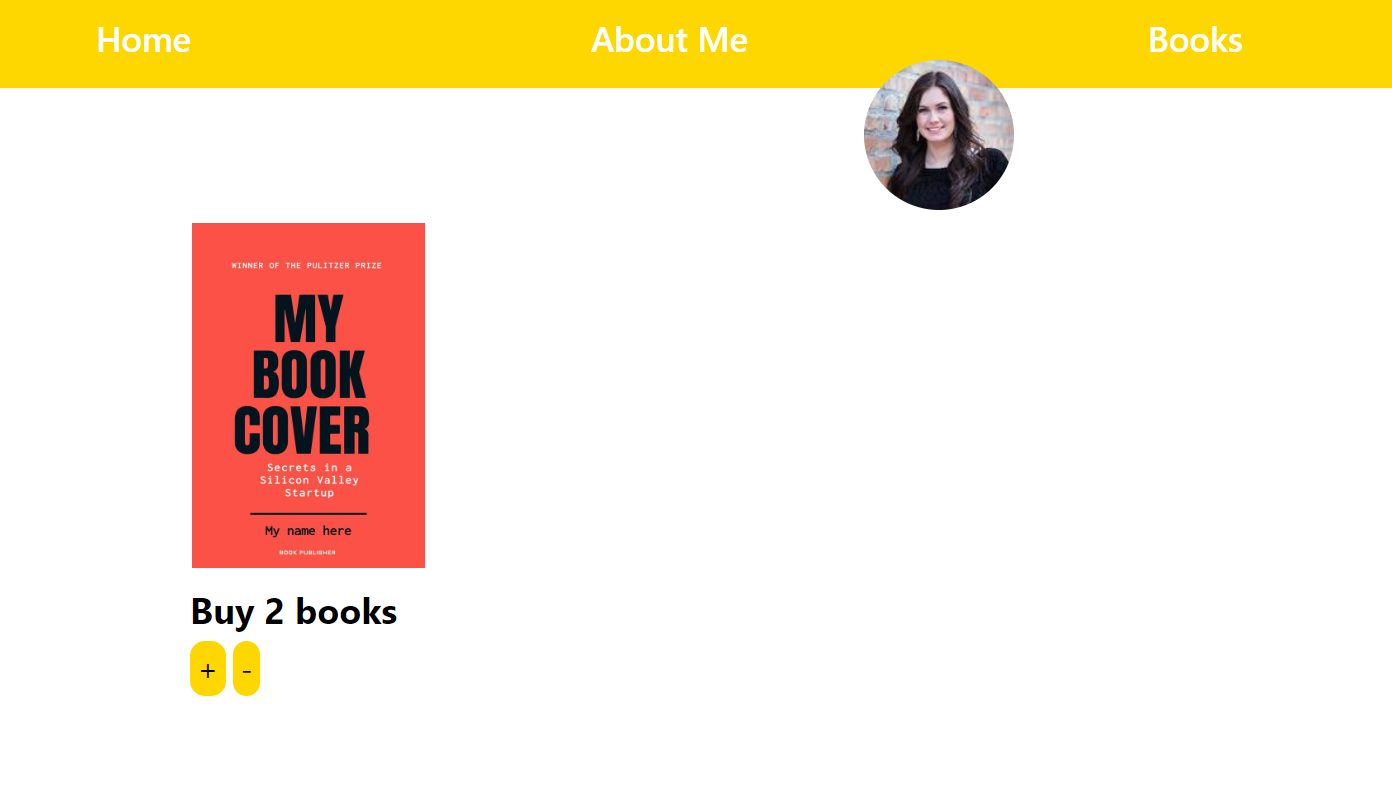 Home
About Me
Books
WINNER OF THE PULITZER PRIZE
MY
BOOK
COVER
Secrets in a
Silicon Valley
Startup
My name here
BOOK PUBLISHER
Buy 2 books
+ -